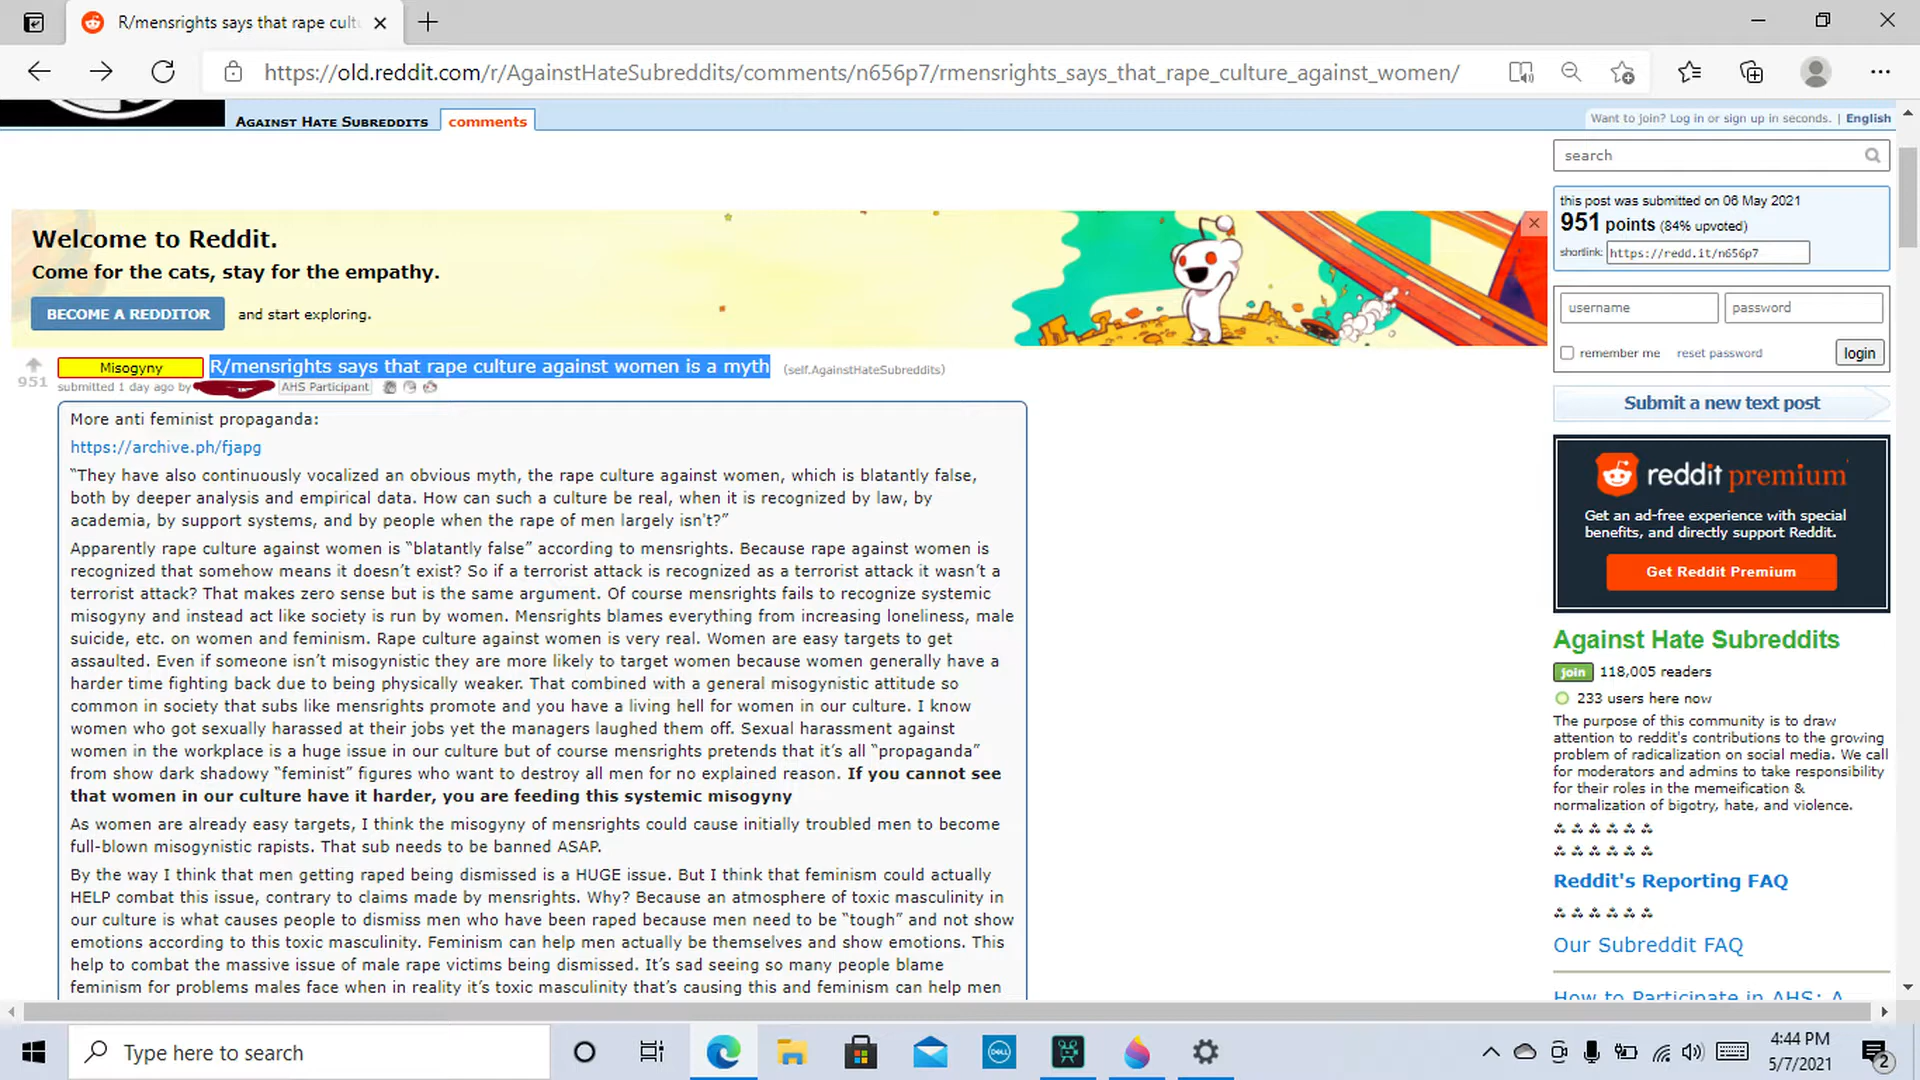 R/mensrights says that rape cult
https://old.reddit.com/r/AgainstHateSubreddits/comments/n656p7/rmensrights_says_that_rape_culture_against_women/
AGAINST HATE SUBREDDITS comments
Want to join? Log in or sign up in seconds. | English
search
this post was submitted on 06 May 2021
951 points (84% upvoted)
shortlink: https://redd.it/n656p7
Welcome to Reddit.
Come for the cats, stay for the empathy.
BECOME A REDDITOR and start exploring.
username password
remember me reset password login
951
Misogyny R/mensrights says that rape culture against women is a myth (self.AgainstHateSubreddits)
submitted 1 day ago by AHS Participant
More anti feminist propaganda:
https://archive.ph/fjapg
“They have also continuously vocalized an obvious myth, the rape culture against women, which is blatantly false,
both by deeper analysis and empirical data. How can such a culture be real, when it is recognized by law, by
academia, by support systems, and by people when the rape of men largely isn't?”
Apparently rape culture against women is “blatantly false” according to mensrights. Because rape against women is
recognized that somehow means it doesn’t exist? So if a terrorist attack is recognized as a terrorist attack it wasn’t a
terrorist attack? That makes zero sense but is the same argument. Of course mensrights fails to recognize systemic
misogyny and instead act like society is run by women. Mensrights blames everything from increasing loneliness, male
suicide, etc. on women and feminism. Rape culture against women is very real. Women are easy targets to get
assaulted. Even if someone isn’t misogynistic they are more likely to target women because women generally have a
harder time fighting back due to being physically weaker. That combined with a general misogynistic attitude so
common in society that subs like mensrights promote and you have a living hell for women in our culture. I know
women who got sexually harassed at their jobs yet the managers laughed them off. Sexual harassment against
women in the workplace is a huge issue in our culture but of course mensrights pretends that it’s all “propaganda”
from show dark shadowy “feminist” figures who want to destroy all men for no explained reason. If you cannot see
that women in our culture have it harder, you are feeding this systemic misogyny
As women are already easy targets, I think the misogyny of mensrights could cause initially troubled men to become
full-blown misogynistic rapists. That sub needs to be banned ASAP.
By the way I think that men getting raped being dismissed is a HUGE issue. But I think that feminism could actually
HELP combat this issue, contrary to claims made by mensrights. Why? Because an atmosphere of toxic masculinity in
our culture is what causes people to dismiss men who have been raped because men need to be “tough” and not show
emotions according to this toxic masculinity. Feminism can help men actually be themselves and show emotions. This
help to combat the massive issue of male rape victims being dismissed. It’s sad seeing so many people blame
feminism for problems males face when in reality it’s toxic masculinity that’s causing this and feminism can help men
Submit a new text post
reddit premium
Get an ad-free experience with special
benefits, and directly support Reddit.
Get Reddit Premium
Against Hate Subreddits
join 118,005 readers
233 users here now
The purpose of this community is to draw
attention to reddit's contributions to the growing
problem of radicalization on social media. We call
for moderators and admins to take responsibility
for their roles in the memeification &
normalization of bigotry, hate, and violence.
Reddit's Reporting FAQ
Our Subreddit FAQ
How to Participate in AHS: A
Type here to search
DELL
4:44 PM
5/7/2021
2